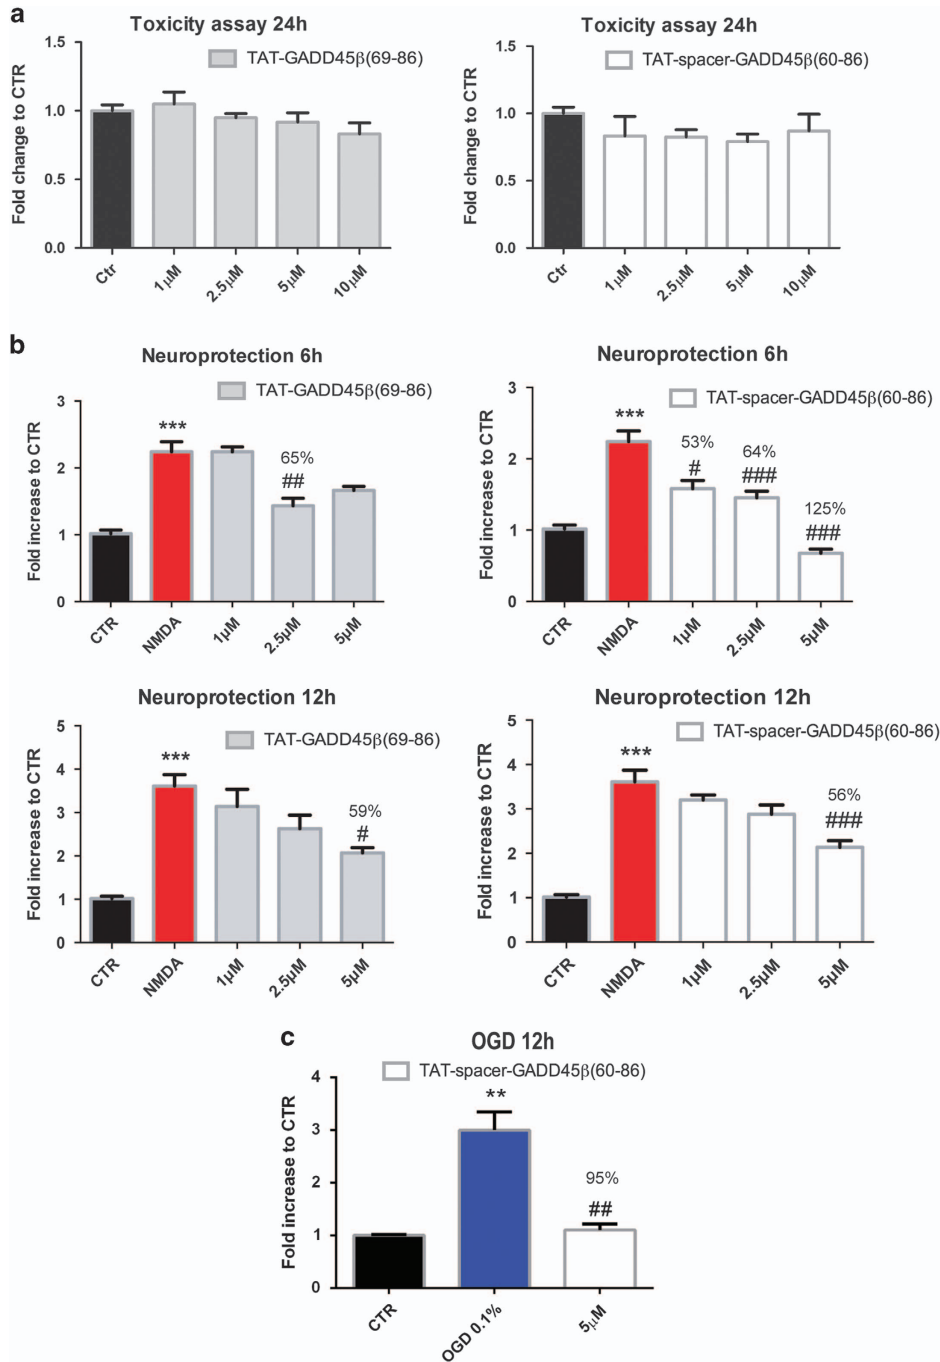 a
Toxicity assay 24h
TAT-GADD45β(69-86)
Fold change to CTR
1.5
1.0
0.5
0.0
Ctr
1μM
2.5μM
5μM
10μM
Toxicity assay 24h
TAT-spacer-GADD45β(60-86)
Fold change to CTR
1.5
1.0
0.5
0.0
Ctr
1μM
2.5μM
5μM
10μM
b
Neuroprotection 6h
TAT-GADD45β(69-86)
Fold increase to CTR
3
2
1
0
***
65%
##
CTR
NMDA
1μM
2.5μM
5μM
Neuroprotection 6h
TAT-spacer-GADD45β(60-86)
Fold increase to CTR
3
2
1
0
***
53%
#
64%
###
125%
###
CTR
NMDA
1μM
2.5μM
5μM
Neuroprotection 12h
TAT-GADD45β(69-86)
Fold increase to CTR
5
4
3
2
1
0
***
59%
#
CTR
NMDA
1μM
2.5μM
5μM
Neuroprotection 12h
TAT-spacer-GADD45β(60-86)
Fold increase to CTR
5
4
3
2
1
0
***
56%
###
CTR
NMDA
1μM
2.5μM
5μM
c
OGD 12h
TAT-spacer-GADD45β(60-86)
Fold increase to CTR
4
3
2
1
0
**
95%
##
CTR
OGD 0.1%
5μM